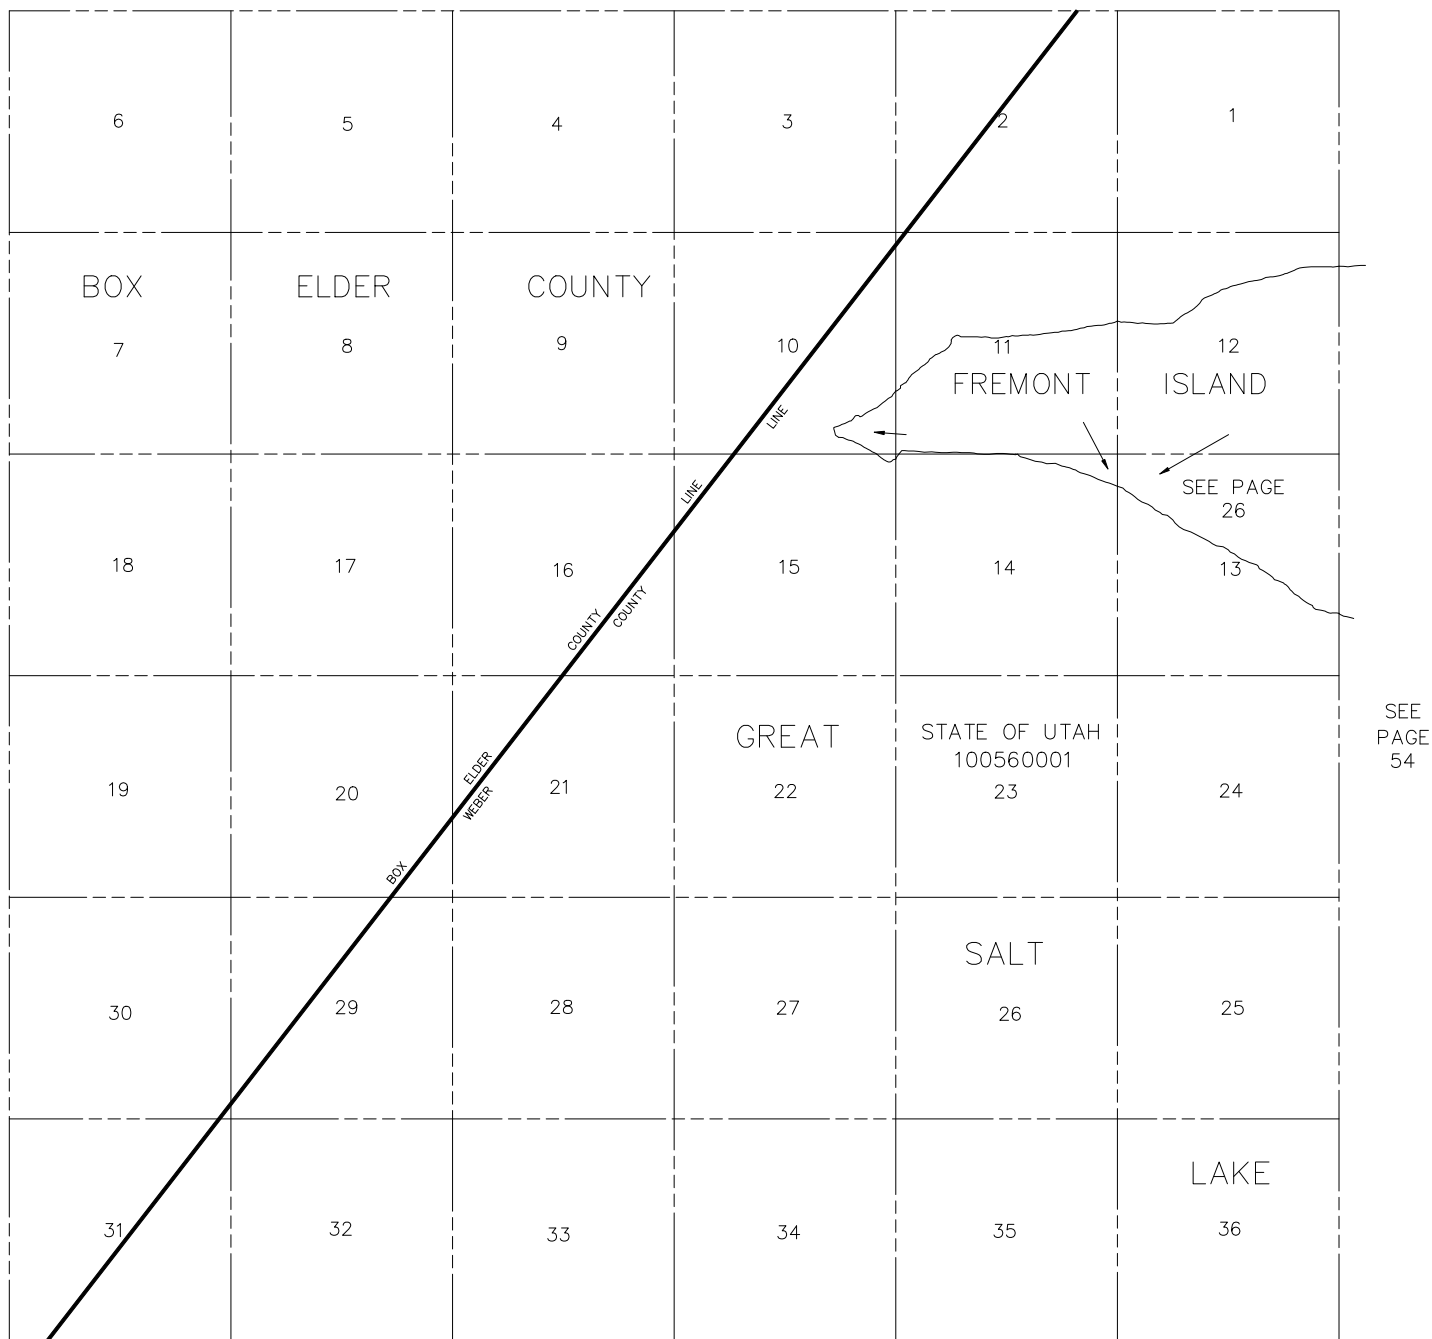 6 5 4 3 2 1
BOX ELDER COUNTY
7 8 9 10 11 12
FREMONT ISLAND
LINE
LINE
SEE PAGE
26
18 17 16 15 14 13
COUNTY
COUNTY
SEE
PAGE
54
GREAT
STATE OF UTAH
100560001
19 20 21 22 23 24
ELDER
WEBER
BOX
SALT
30 29 28 27 26 25
LAKE
31 32 33 34 35 36